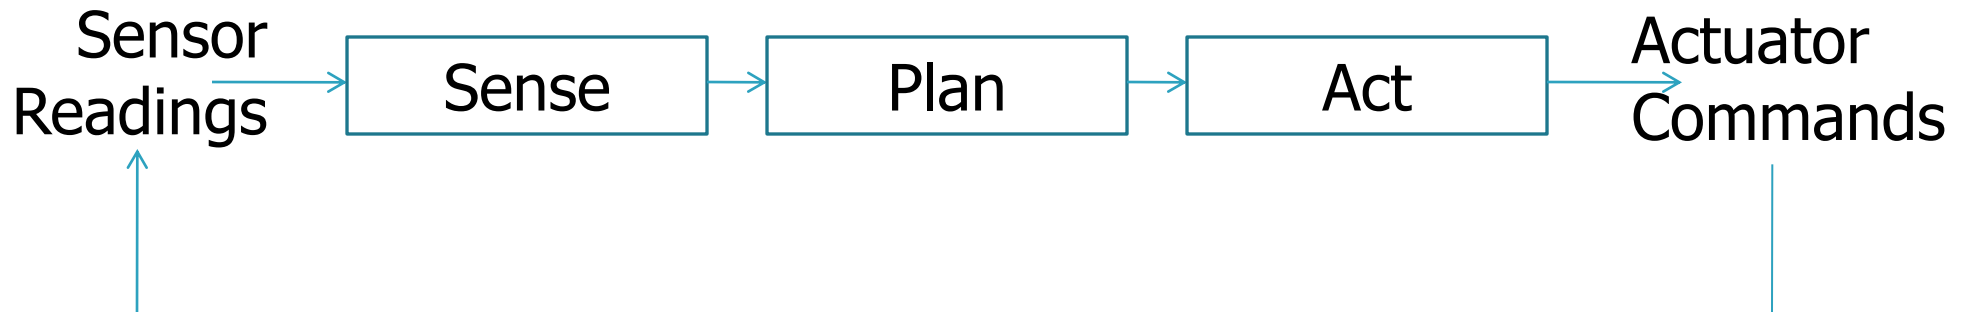 Sensor
Readings
Sense
Plan
Act
Actuator
Commands